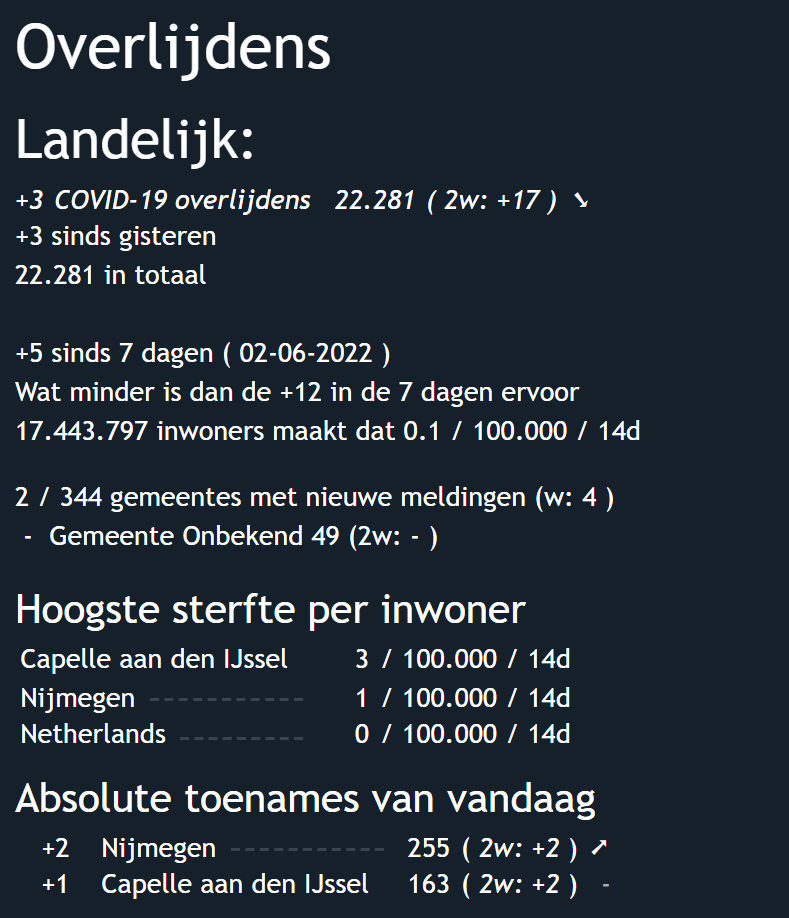 Overlijdens
Landelijk:
+3 COVID-19 overlijdens 22.281 ( 2w: +17 ) ➘
+3 sinds gisteren
22.281 in totaal
+5 sinds 7 dagen ( 02-06-2022 )
Wat minder is dan de +12 in de 7 dagen ervoor
17.443.797 inwoners maakt dat 0.1 / 100.000 / 14d
2 / 344 gemeentes met nieuwe meldingen (w: 4 )
- Gemeente Onbekend 49 (2w: - )
Hoogste sterfte per inwoner
Capelle aan den IJssel 3 / 100.000 / 14d
Nijmegen ----------- 1 / 100.000 / 14d
Netherlands --------- 0 / 100.000 / 14d
Absolute toenames van vandaag
+2 Nijmegen ----------- 255 ( 2w: +2 ) ➚
+1 Capelle aan den IJssel 163 ( 2w: +2 ) -